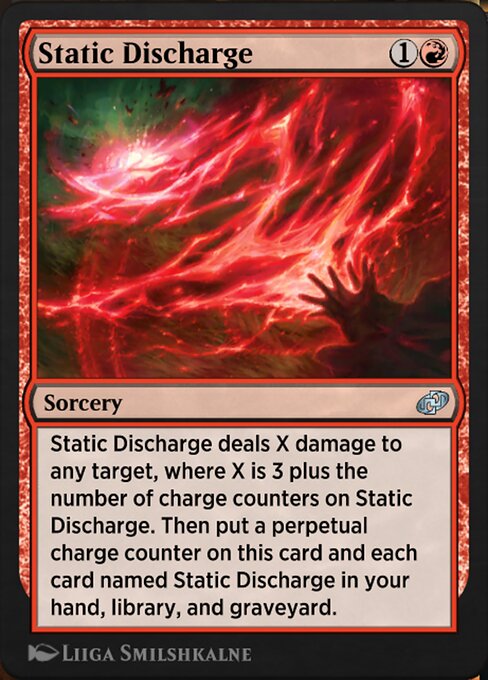 Static Discharge 1
Sorcery
Static Discharge deals X damage to
any target, where X is 3 plus the
number of charge counters on Static
Discharge. Then put a perpetual
charge counter on this card and each
card named Static Discharge in your
hand, library, and graveyard.
Liiga Smilshkalne